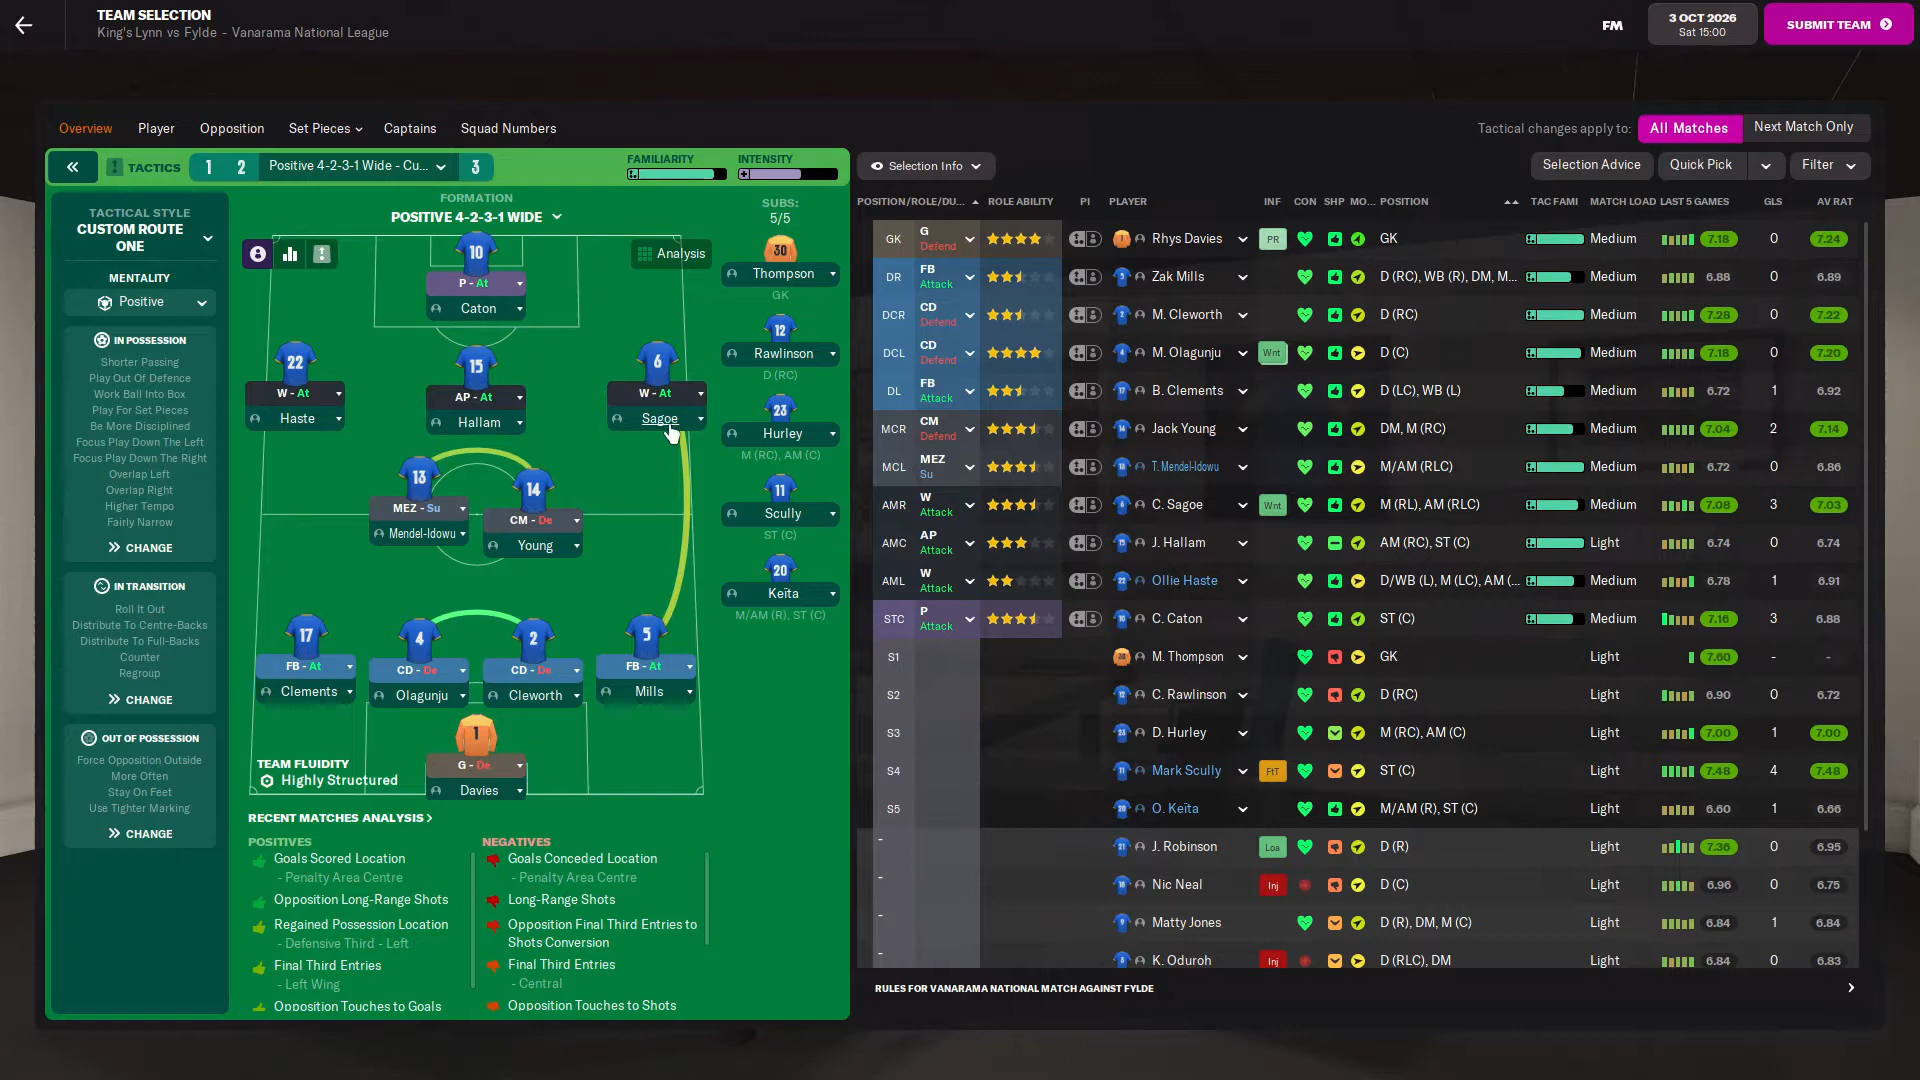 TEAM SELECTION
King's Lynn vs Fylde - Vanarama National League
FM
3 OCT 2026
Sat 15:00
SUBMIT TEAM
Overview
Player
Opposition
Set Pieces
Captains
Squad Numbers
Tactical changes apply to:
All Matches
Next Match Only
TACTICS
1
2
Positive 4-2-3-1 Wide - Cu...
3
FAMILIARITY
INTENSITY
TACTICAL STYLE
CUSTOM ROUTE
ONE
MENTALITY
Positive
IN POSSESSION
Shorter Passing
Play Out Of Defence
Work Ball Into Box
Play For Set Pieces
Be More Disciplined
Focus Play Down The Left
Focus Play Down The Right
Overlap Left
Overlap Right
Higher Tempo
Fairly Narrow
CHANGE
IN TRANSITION
Roll It Out
Distribute To Centre-Backs
Distribute To Full-Backs
Counter
Regroup
CHANGE
OUT OF POSSESSION
Force Opposition Outside
More Often
Stay On Feet
Use Tighter Marking
CHANGE
FORMATION
POSITIVE 4-2-3-1 WIDE
Analysis
10
P - At
Caton
22
W - At
Haste
15
AP - At
Hallam
6
W - At
Sagoe
13
MEZ - Su
Mendel-Idowu
14
CM - De
Young
17
FB - At
Clements
4
CD - De
Olagunju
2
CD - De
Cleworth
5
FB - At
Mills
1
G - De
Davies
TEAM FLUIDITY
Highly Structured
SUBS:
5/5
30
Thompson
GK
12
Rawlinson
D (RC)
23
Hurley
M (RC), AM (C)
11
Scully
ST (C)
20
Keïta
M/AM (R), ST (C)
RECENT MATCHES ANALYSIS
POSITIVES
Goals Scored Location
- Penalty Area Centre
Opposition Long-Range Shots
Regained Possession Location
- Defensive Third - Left
Final Third Entries
- Left Wing
Opposition Touches to Goals
NEGATIVES
Goals Conceded Location
- Penalty Area Centre
Long-Range Shots
Opposition Final Third Entries to
Shots Conversion
Final Third Entries
- Central
Opposition Touches to Shots
Selection Info
Selection Advice
Quick Pick
Filter
POSITION/ROLE/DU... ROLE ABILITY PI PLAYER INF CON SHP MO... POSITION TAC FAMI MATCH LOAD LAST 5 GAMES GLS AV RAT
GK G Defend Rhys Davies PR GK Medium 7.18 0 7.24
DR FB Attack Zak Mills D (RC), WB (R), DM, M... Medium 6.88 0 6.89
DCR CD Defend M. Cleworth D (RC) Medium 7.28 0 7.22
DCL CD Defend M. Olagunju Wnt D (C) Medium 7.18 0 7.20
DL FB Attack B. Clements D (LC), WB (L) Medium 6.72 1 6.92
MCR CM Defend Jack Young DM, M (RC) Medium 7.04 2 7.14
MCL MEZ Su T. Mendel-Idowu M/AM (RLC) Medium 6.72 0 6.86
AMR W Attack C. Sagoe Wnt M (RL), AM (RLC) Medium 7.08 3 7.03
AMC AP Attack J. Hallam AM (RC), ST (C) Light 6.74 0 6.74
AML W Attack Ollie Haste D/WB (L), M (LC), AM (... Medium 6.78 1 6.91
STC P Attack C. Caton ST (C) Medium 7.16 3 6.88
S1 M. Thompson GK Light 7.60 - -
S2 C. Rawlinson D (RC) Light 6.90 0 6.72
S3 D. Hurley M (RC), AM (C) Light 7.00 1 7.00
S4 Mark Scully FtT ST (C) Light 7.48 4 7.48
S5 O. Keïta M/AM (R), ST (C) Light 6.60 1 6.66
- J. Robinson Loa D (R) Light 7.36 0 6.95
- Nic Neal Inj D (C) Light 6.96 0 6.75
- Matty Jones D (R), DM, M (C) Light 6.84 1 6.84
- K. Oduroh Inj D (RLC), DM Light 6.84 0 6.83
RULES FOR VANARAMA NATIONAL MATCH AGAINST FYLDE